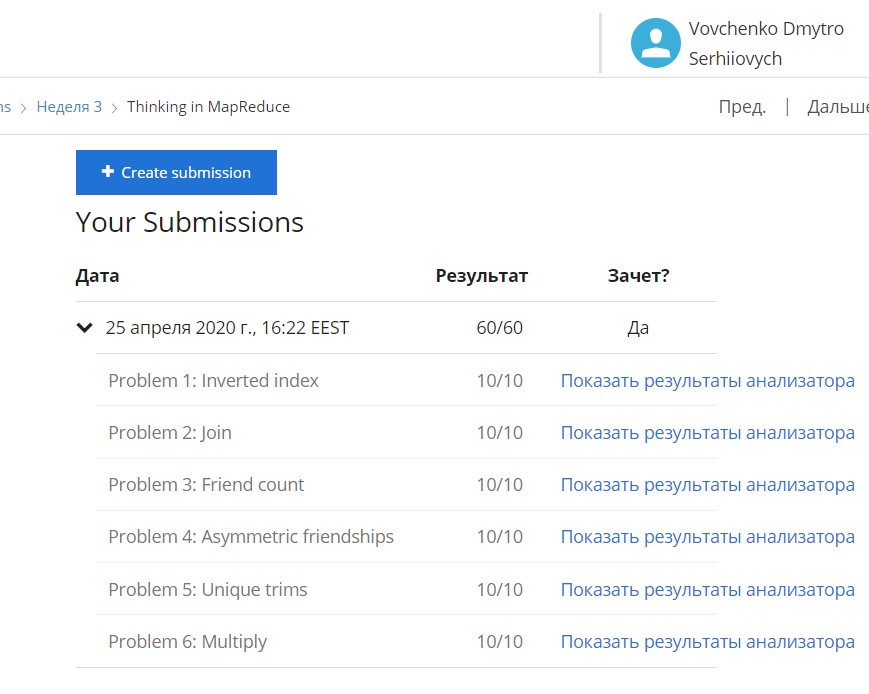 Vovchenko Dmytro
Serhiiovych
ns > Неделя 3 > Thinking in MapReduce
Пред. | Дальше
+ Create submission
Your Submissions
Дата Результат Зачет?
25 апреля 2020 г., 16:22 EEST 60/60 Да
Problem 1: Inverted index 10/10 Показать результаты анализатора
Problem 2: Join 10/10 Показать результаты анализатора
Problem 3: Friend count 10/10 Показать результаты анализатора
Problem 4: Asymmetric friendships 10/10 Показать результаты анализатора
Problem 5: Unique trims 10/10 Показать результаты анализатора
Problem 6: Multiply 10/10 Показать результаты анализатора